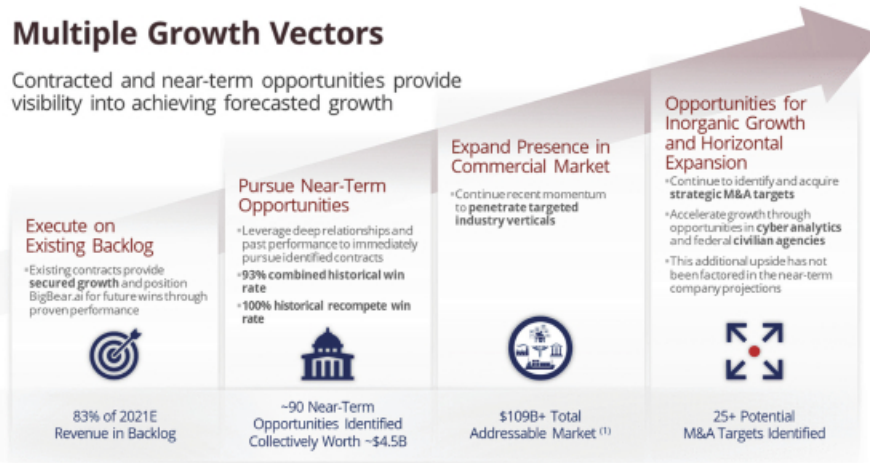 Multiple Growth Vectors
Contracted and near-term opportunities provide
visibility into achieving forecasted growth
Execute on
Existing Backlog
•Existing contracts provide
secured growth and position
BigBear.ai for future wins through
proven performance
83% of 2021E
Revenue in Backlog
Pursue Near-Term
Opportunities
•Leverage deep relationships and
past performance to immediately
pursue identified contracts
•93% combined historical win
rate
•100% historical recompete win
rate
~90 Near-Term
Opportunities Identified
Collectively Worth ~$4.5B
Expand Presence in
Commercial Market
•Continue recent momentum
to penetrate targeted
industry verticals
$109B+ Total
Addressable Market (1)
Opportunities for
Inorganic Growth
and Horizontal
Expansion
•Continue to identify and acquire
strategic M&A targets
•Accelerate growth through
opportunities in cyber analytics
and federal civilian agencies
•This additional upside has not
been factored in the near-term
company projections
25+ Potential
M&A Targets Identified